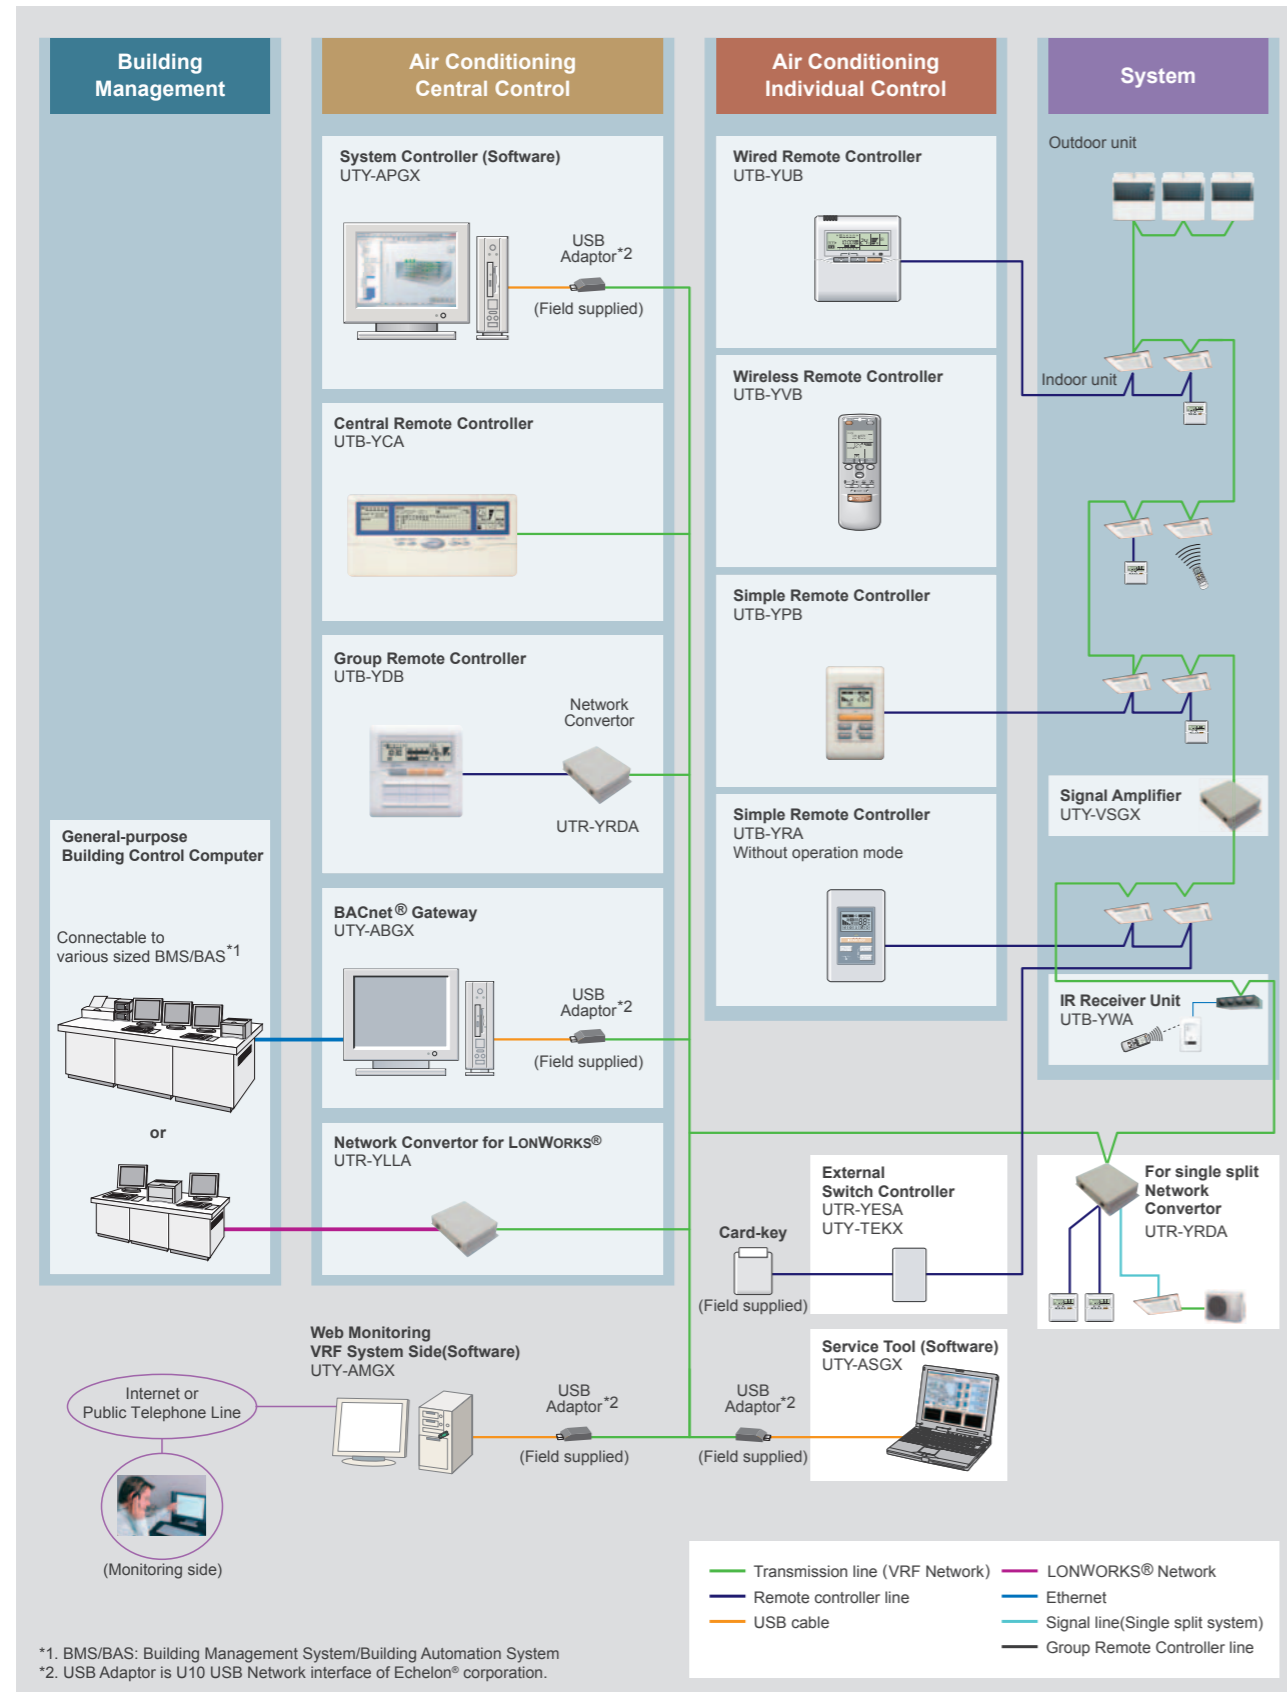 Building
Management
Air Conditioning
Central Control
Air Conditioning
Individual Control
System
System Controller (Software)
UTY-APGX
USB
Adaptor*2
(Field supplied)
Central Remote Controller
UTB-YCA
Group Remote Controller
UTB-YDB
Network
Convertor
UTR-YRDA
General-purpose
Building Control Computer
Connectable to
various sized BMS/BAS*1
or
BACnet® Gateway
UTY-ABGX
USB
Adaptor*2
(Field supplied)
Network Convertor for LONWORKS®
UTR-YLLA
Wired Remote Controller
UTB-YUB
Wireless Remote Controller
UTB-YVB
Simple Remote Controller
UTB-YPB
Simple Remote Controller
UTB-YRA
Without operation mode
Outdoor unit
Indoor unit
Signal Amplifier
UTY-VSGX
IR Receiver Unit
UTB-YWA
External
Switch Controller
UTR-YESA
UTY-TEKX
Card-key
(Field supplied)
For single split
Network
Convertor
UTR-YRDA
Web Monitoring
VRF System Side(Software)
UTY-AMGX
USB
Adaptor*2
(Field supplied)
USB
Adaptor*2
(Field supplied)
Service Tool (Software)
UTY-ASGX
Internet or
Public Telephone Line
(Monitoring side)
Transmission line (VRF Network)
Remote controller line
USB cable
LONWORKS® Network
Ethernet
Signal line(Single split system)
Group Remote Controller line
*1. BMS/BAS: Building Management System/Building Automation System
*2. USB Adaptor is U10 USB Network interface of Echelon® corporation.